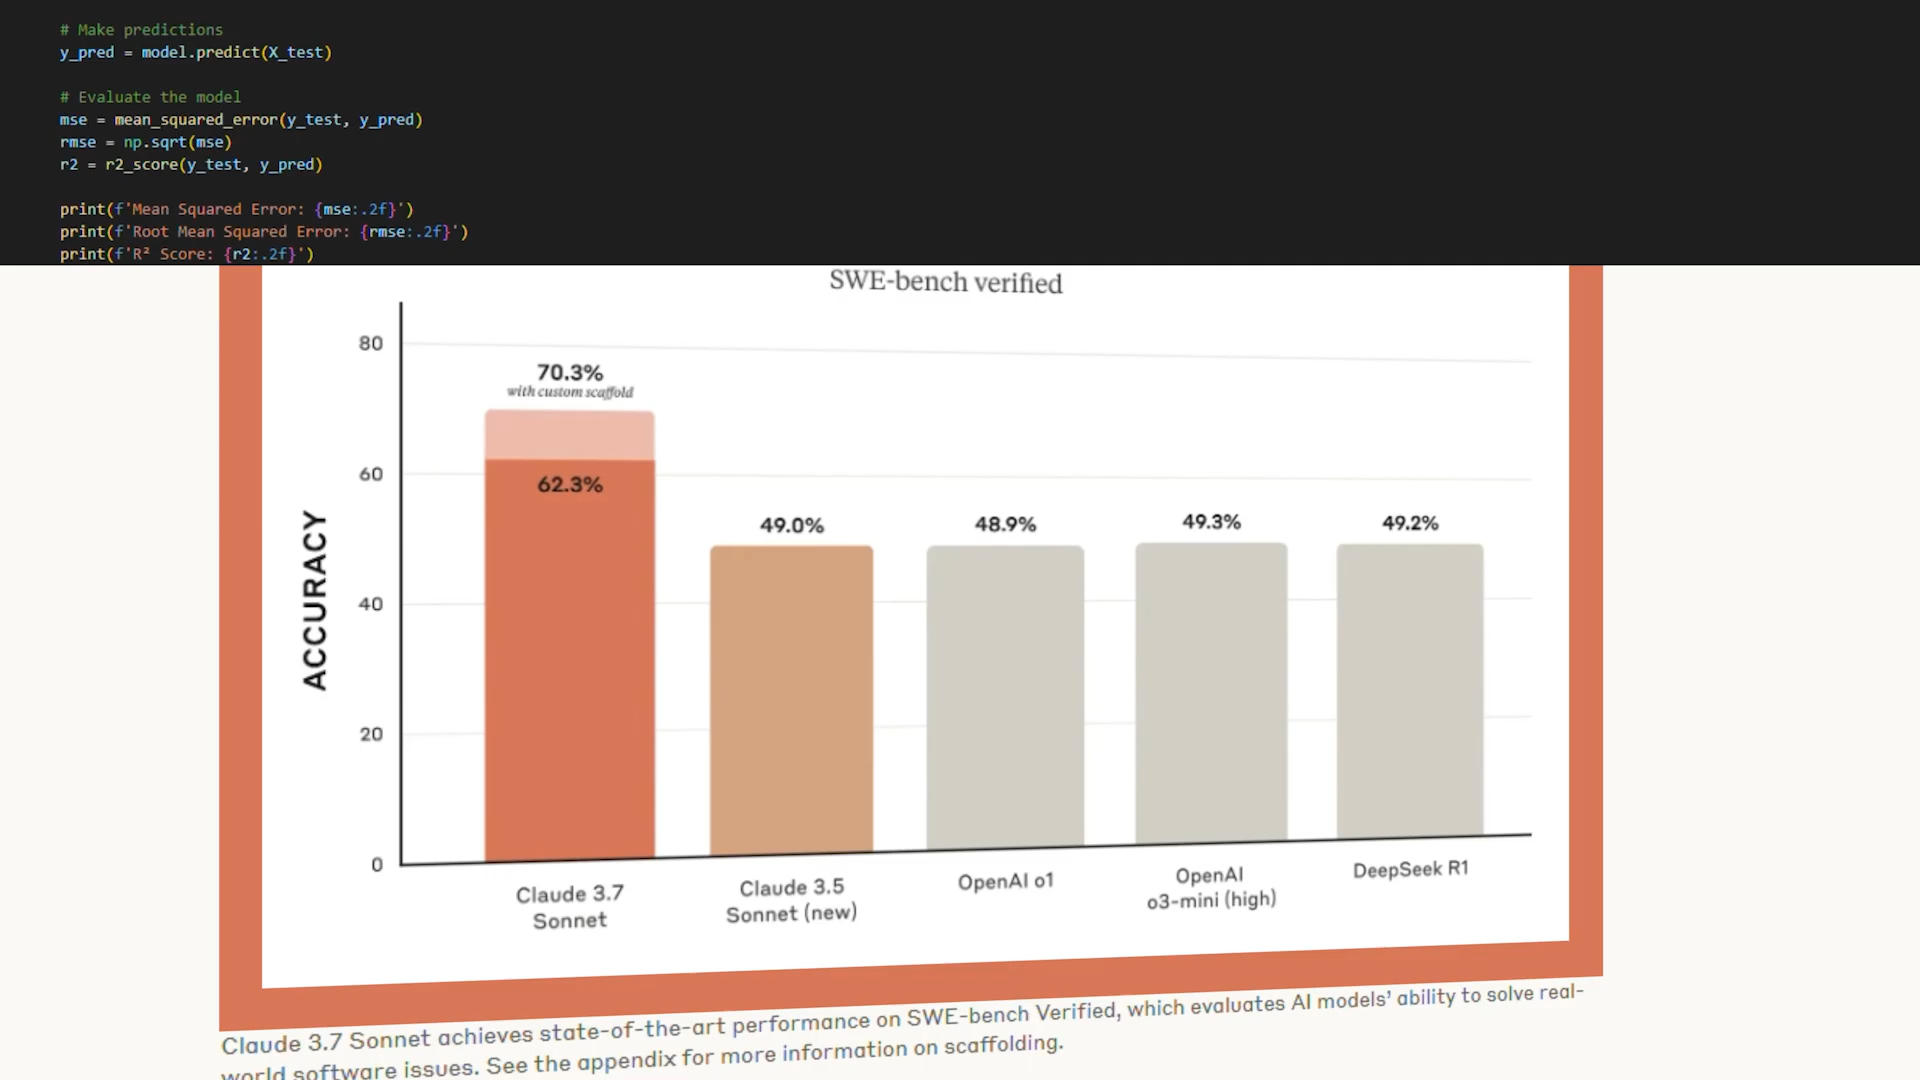 # Make predictions
y_pred = model.predict(X_test)
# Evaluate the model
mse = mean_squared_error(y_test, y_pred)
rmse = np.sqrt(mse)
r2 = r2_score(y_test, y_pred)
print(f'Mean Squared Error: {mse:.2f}')
print(f'Root Mean Squared Error: {rmse:.2f}')
print(f'R² Score: {r2:.2f}')
SWE-bench verified
ACCURACY
80
60
40
20
0
70.3%
with custom scaffold
62.3%
49.0%
48.9%
49.3%
49.2%
Claude 3.7
Sonnet
Claude 3.5
Sonnet (new)
OpenAI o1
OpenAI
o3-mini (high)
DeepSeek R1
Claude 3.7 Sonnet achieves state-of-the-art performance on SWE-bench Verified, which evaluates AI models’ ability to solve real-
world software issues. See the appendix for more information on scaffolding.